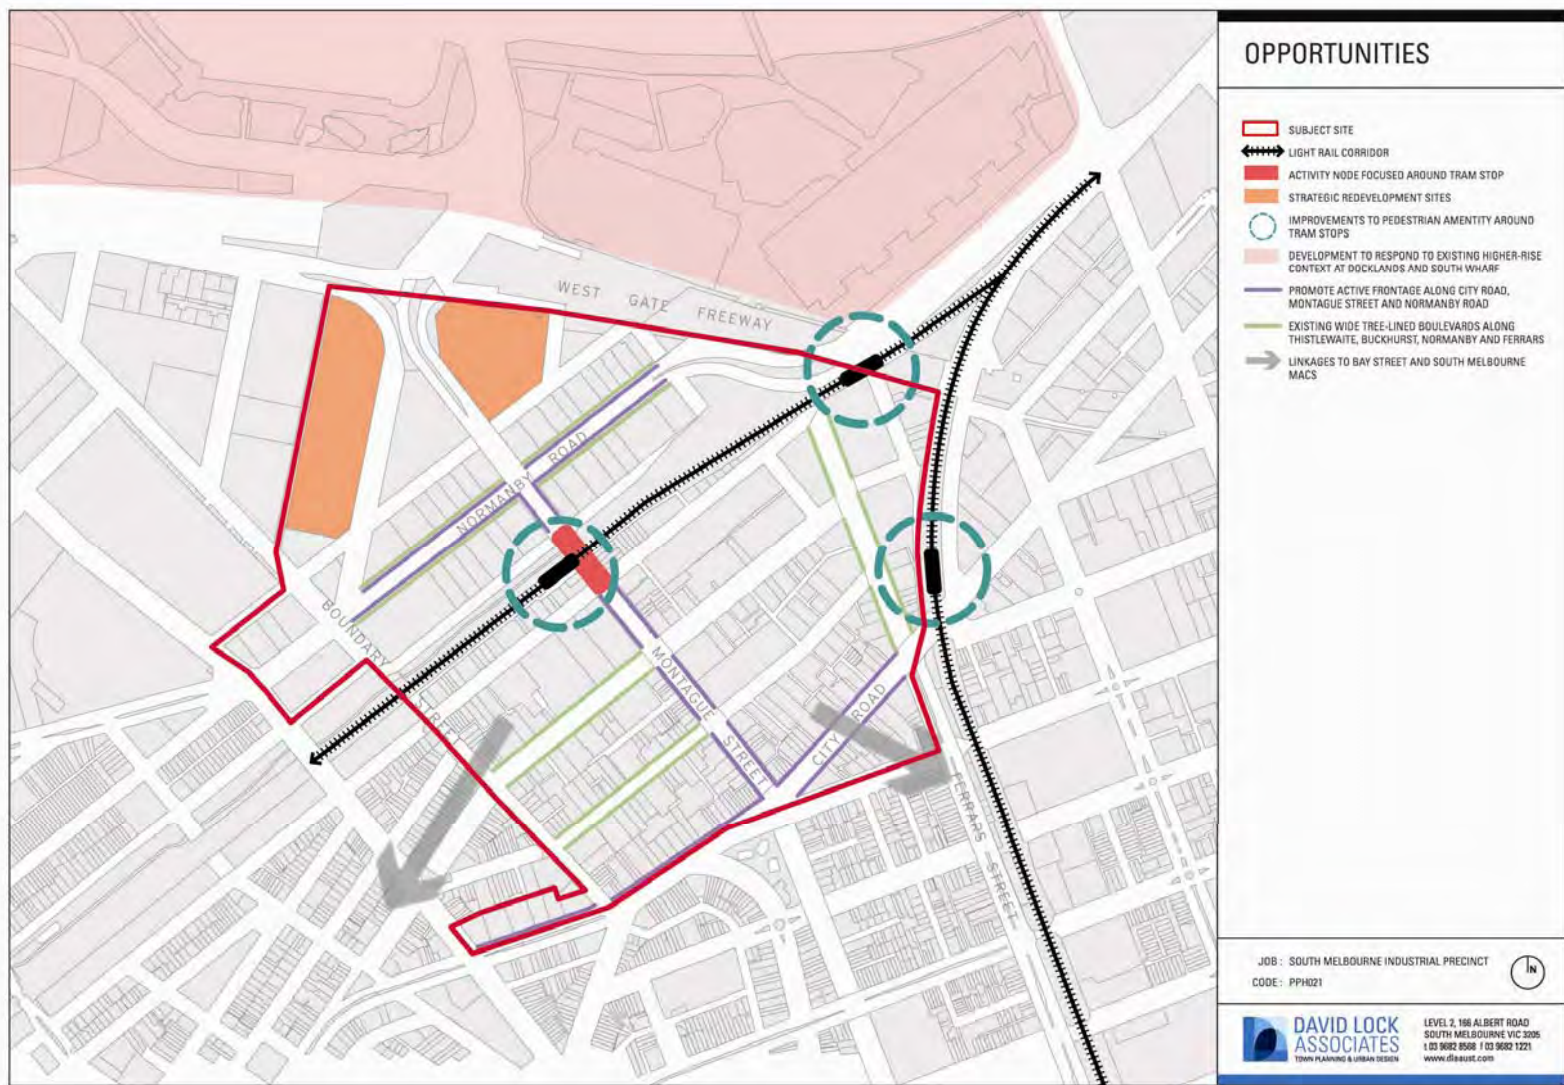 OPPORTUNITIES
SUBJECT SITE
LIGHT RAIL CORRIDOR
ACTIVITY NODE FOCUSED AROUND TRAM STOP
STRATEGIC REDEVELOPMENT SITES
IMPROVEMENTS TO PEDESTRIAN AMENTITY AROUND
TRAM STOPS
DEVELOPMENT TO RESPOND TO EXISTING HIGHER-RISE
CONTEXT AT DOCKLANDS AND SOUTH WHARF
PROMOTE ACTIVE FRONTAGE ALONG CITY ROAD,
MONTAGUE STREET AND NORMANBY ROAD
EXISTING WIDE TREE-LINED BOULEVARDS ALONG
THISTLEWAITE, BUCKHURST, NORMANBY AND FERRARS
LINKAGES TO BAY STREET AND SOUTH MELBOURNE
MACS
WEST GATE FREEWAY
NORMANBY ROAD
BOUNDARY STREET
MONTAGUE STREET
CITY ROAD
FERRARS STREET
JOB : SOUTH MELBOURNE INDUSTRIAL PRECINCT
CODE : PPH021
N
DAVID LOCK
ASSOCIATES
TOWN PLANNING & URBAN DESIGN
LEVEL 2, 166 ALBERT ROAD
SOUTH MELBOURNE VIC 3205
t 03 9682 8568 f 03 9682 1221
www.dlaaust.com